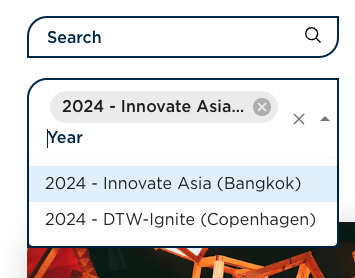 Search
2024 - Innovate Asia...
Year
2024 - Innovate Asia (Bangkok)
2024 - DTW-Ignite (Copenhagen)